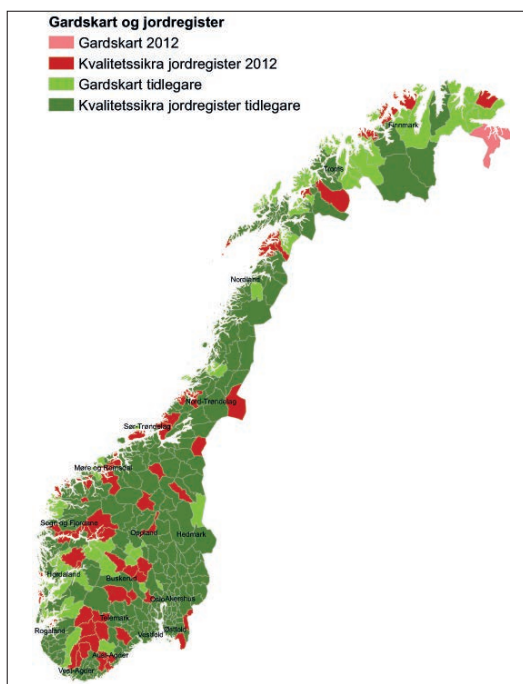 Gardskart og jordregister
Gardskart 2012
Kvalitetssikra jordregister 2012
Gardskart tidlegare
Kvalitetssikra jordregister tidlegare
Finnmark
Troms
Nordland
Nord-Trøndelag
Sør-Trøndelag
Møre og Romsdal
Sogn og Fjordane
Oppland
Hedmark
Hordaland
Buskerud
Oslo
Akershus
Telemark
Rogaland
Vestfold
Østfold
Aust-Agder
Vest-Agder